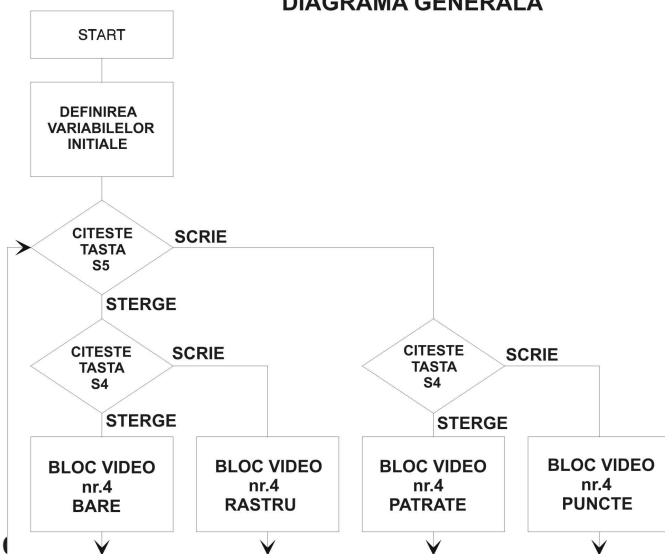 DIAGRAMA GENERALA
START
DEFINIREA
VARIABILELOR
INITIALE
CITESTE
TASTA
S5
SCRIE
STERGE
CITESTE
TASTA
S4
SCRIE
STERGE
CITESTE
TASTA
S4
SCRIE
STERGE
BLOC VIDEO
nr.4
BARE
BLOC VIDEO
nr.4
RASTRU
BLOC VIDEO
nr.4
PATRATE
BLOC VIDEO
nr.4
PUNCTE